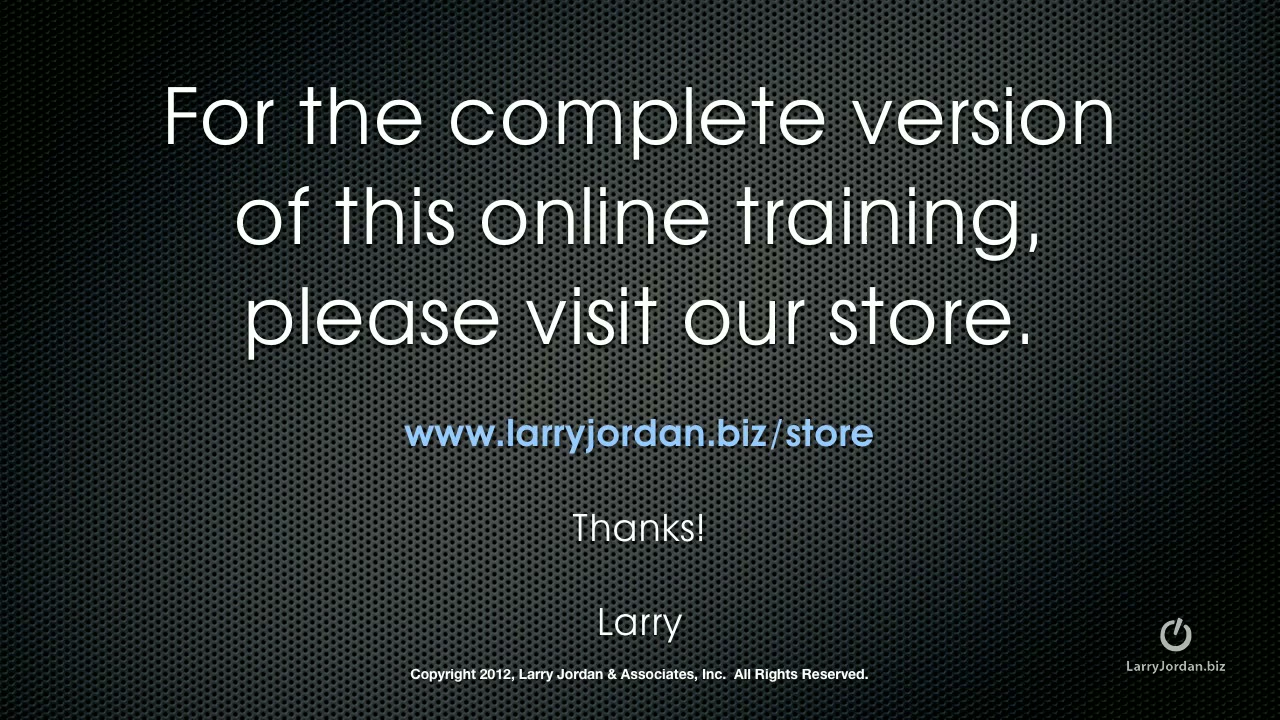 For the complete version
of this online training,
please visit our store.
www.larryjordan.biz/store
Thanks!
Larry
Copyright 2012, Larry Jordan & Associates, Inc.  All Rights Reserved.
LarryJordan.biz